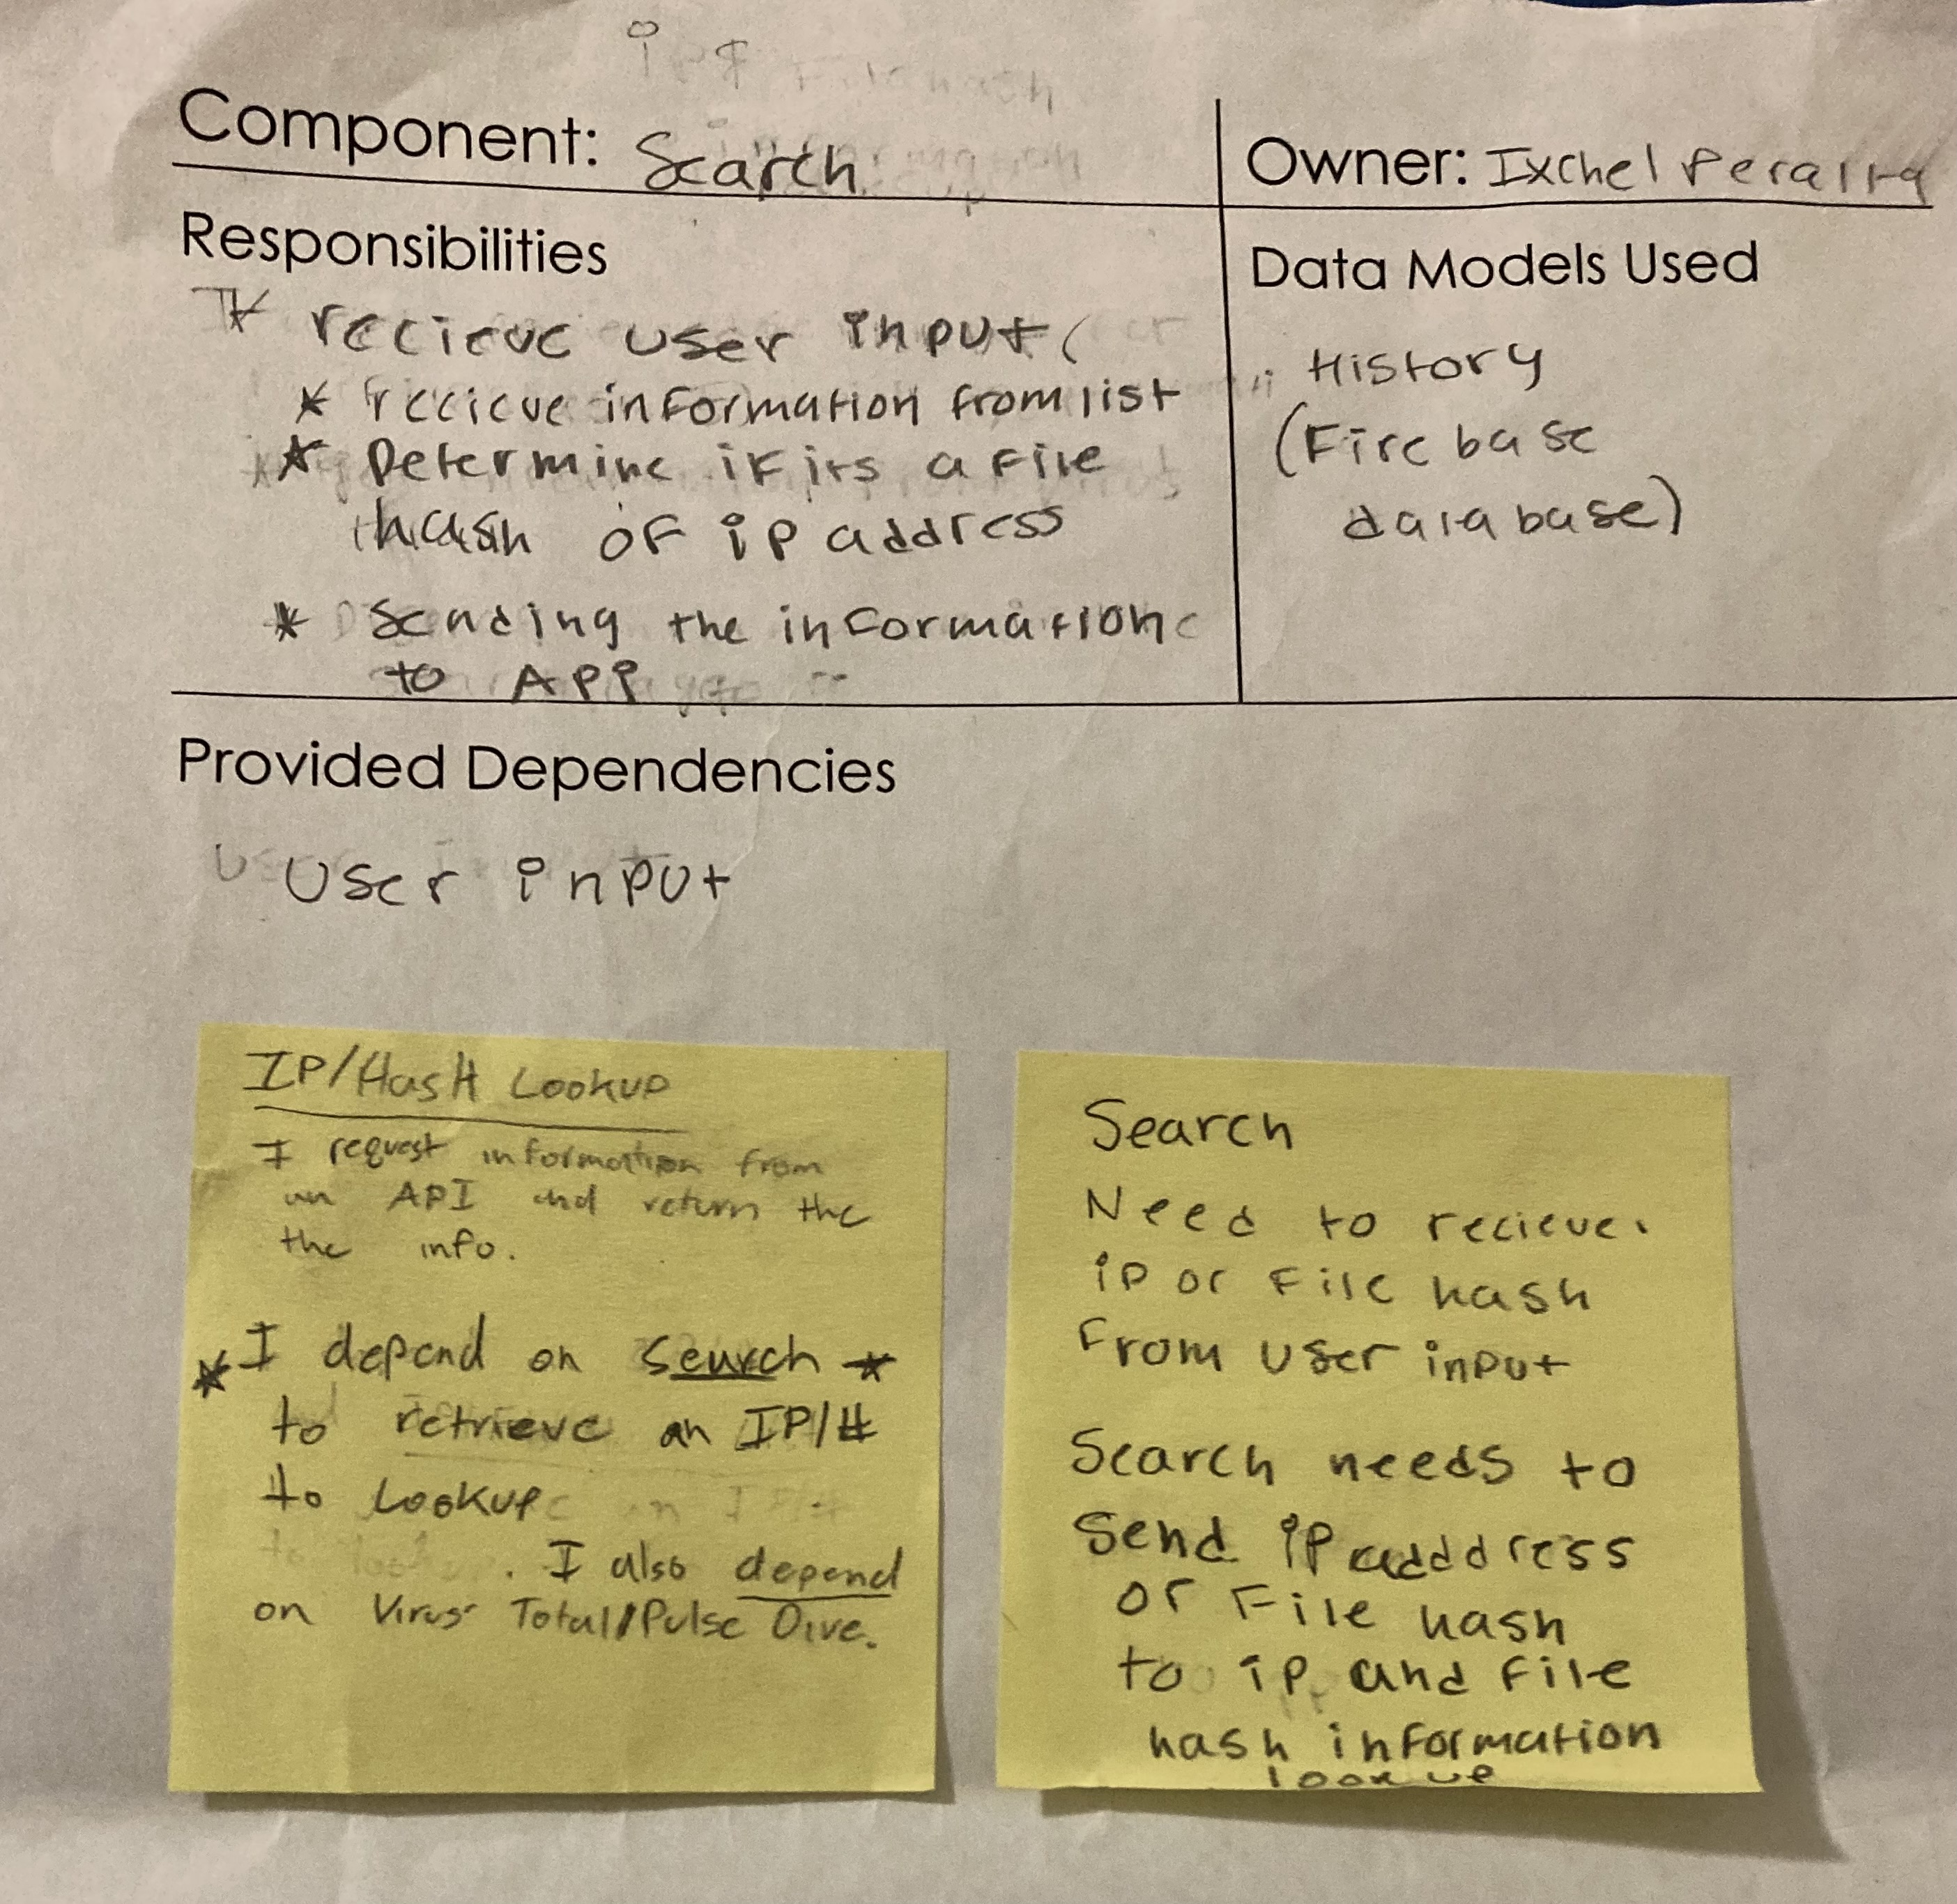 Component: Search
Owner: Ixchel Peralta
Responsibilities
* recieve user input(
* recieve information from list
* Determine if its a file
hash of ip address
* Sending the information
to API
Data Models Used
History
(Firebase
database)
Provided Dependencies
User input
IP/HasH Lookup
I request information from
an API and return the
the info.
* I depend on Search *
to retrieve an IP/#
to Lookup
. I also depend
on Virus Total/Pulse Dive.
Search
Need to recieve.
ip or File hash
From user input
Search needs to
Send ip adddress
or File hash
to ip and file
hash information
look up